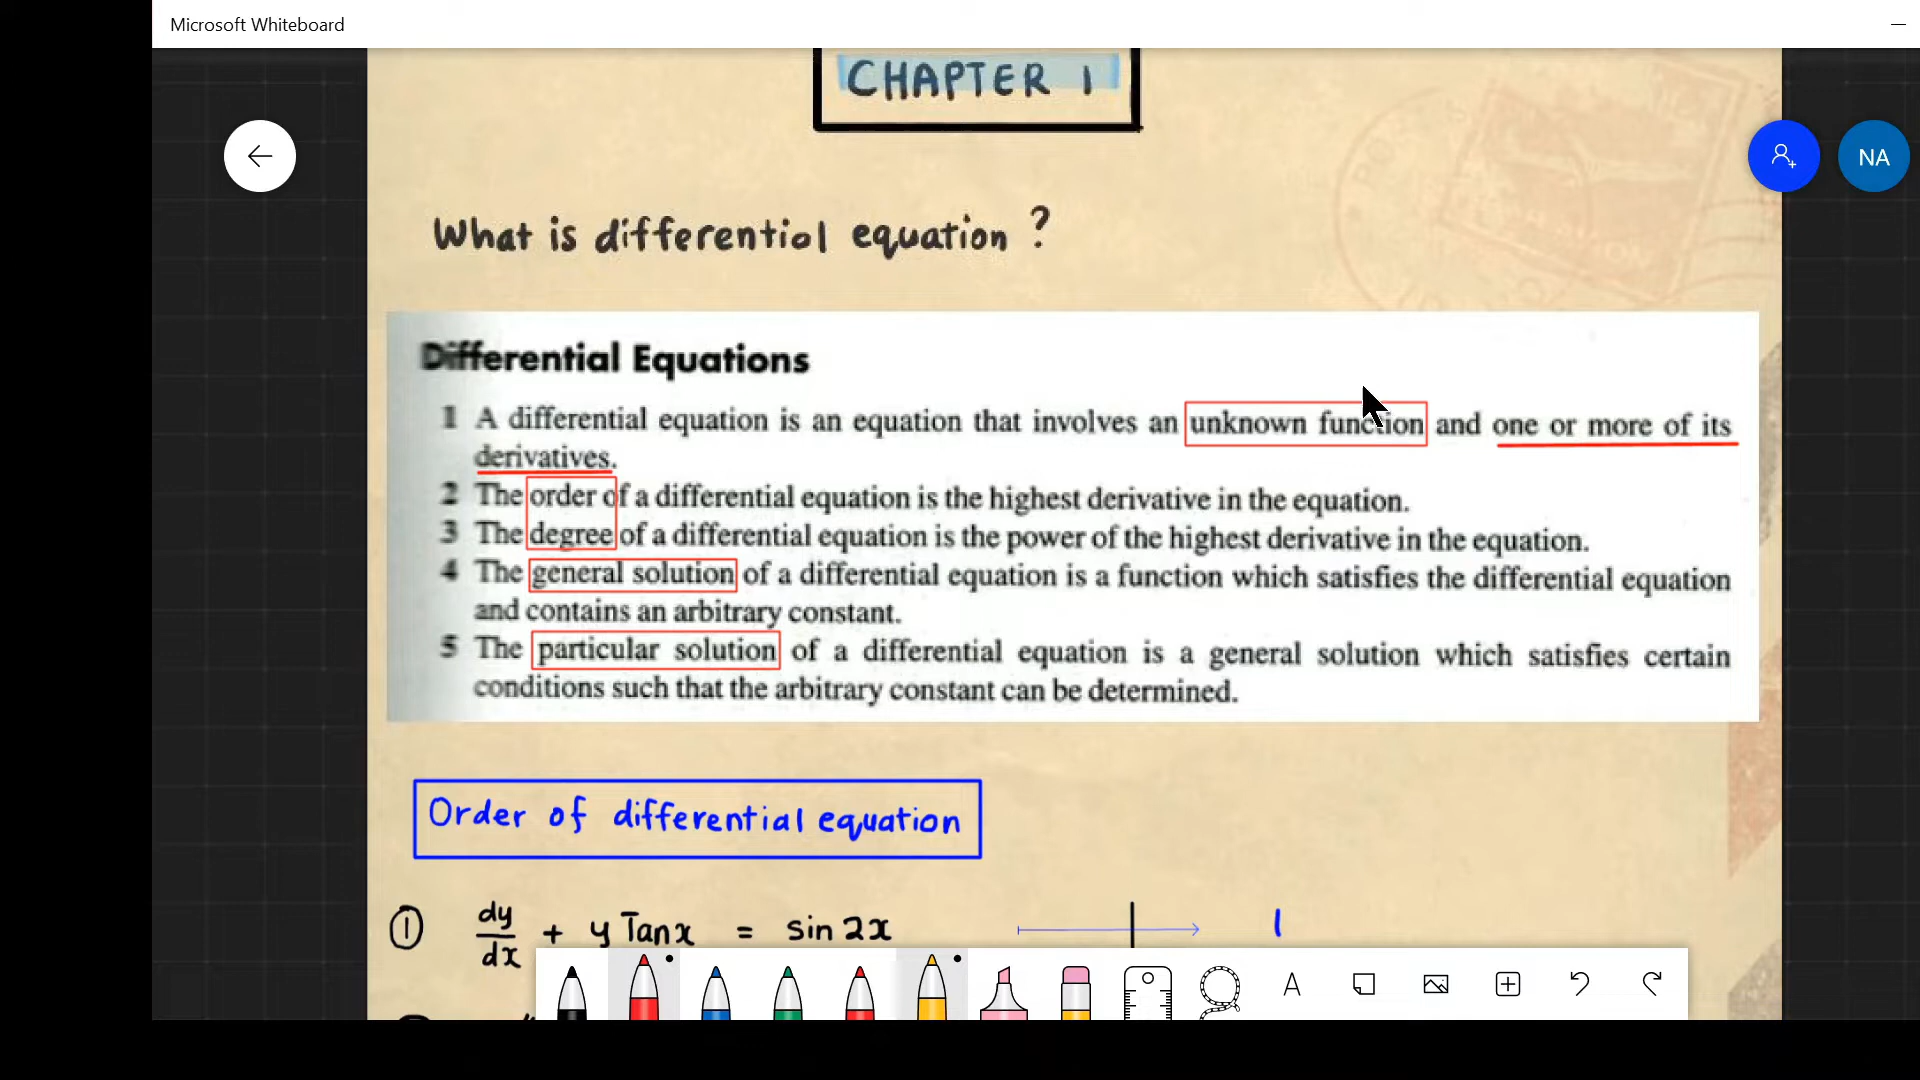 Microsoft Whiteboard
CHAPTER 1
NA
What is differential equation ?
Differential Equations
1 A differential equation is an equation that involves an unknown function and one or more of its
derivatives.
2 The order of a differential equation is the highest derivative in the equation.
3 The degree of a differential equation is the power of the highest derivative in the equation.
4 The general solution of a differential equation is a function which satisfies the differential equation
and contains an arbitrary constant.
5 The particular solution of a differential equation is a general solution which satisfies certain
conditions such that the arbitrary constant can be determined.
Order of differential equation
① dy/dx + y Tan x = sin 2x 1
A